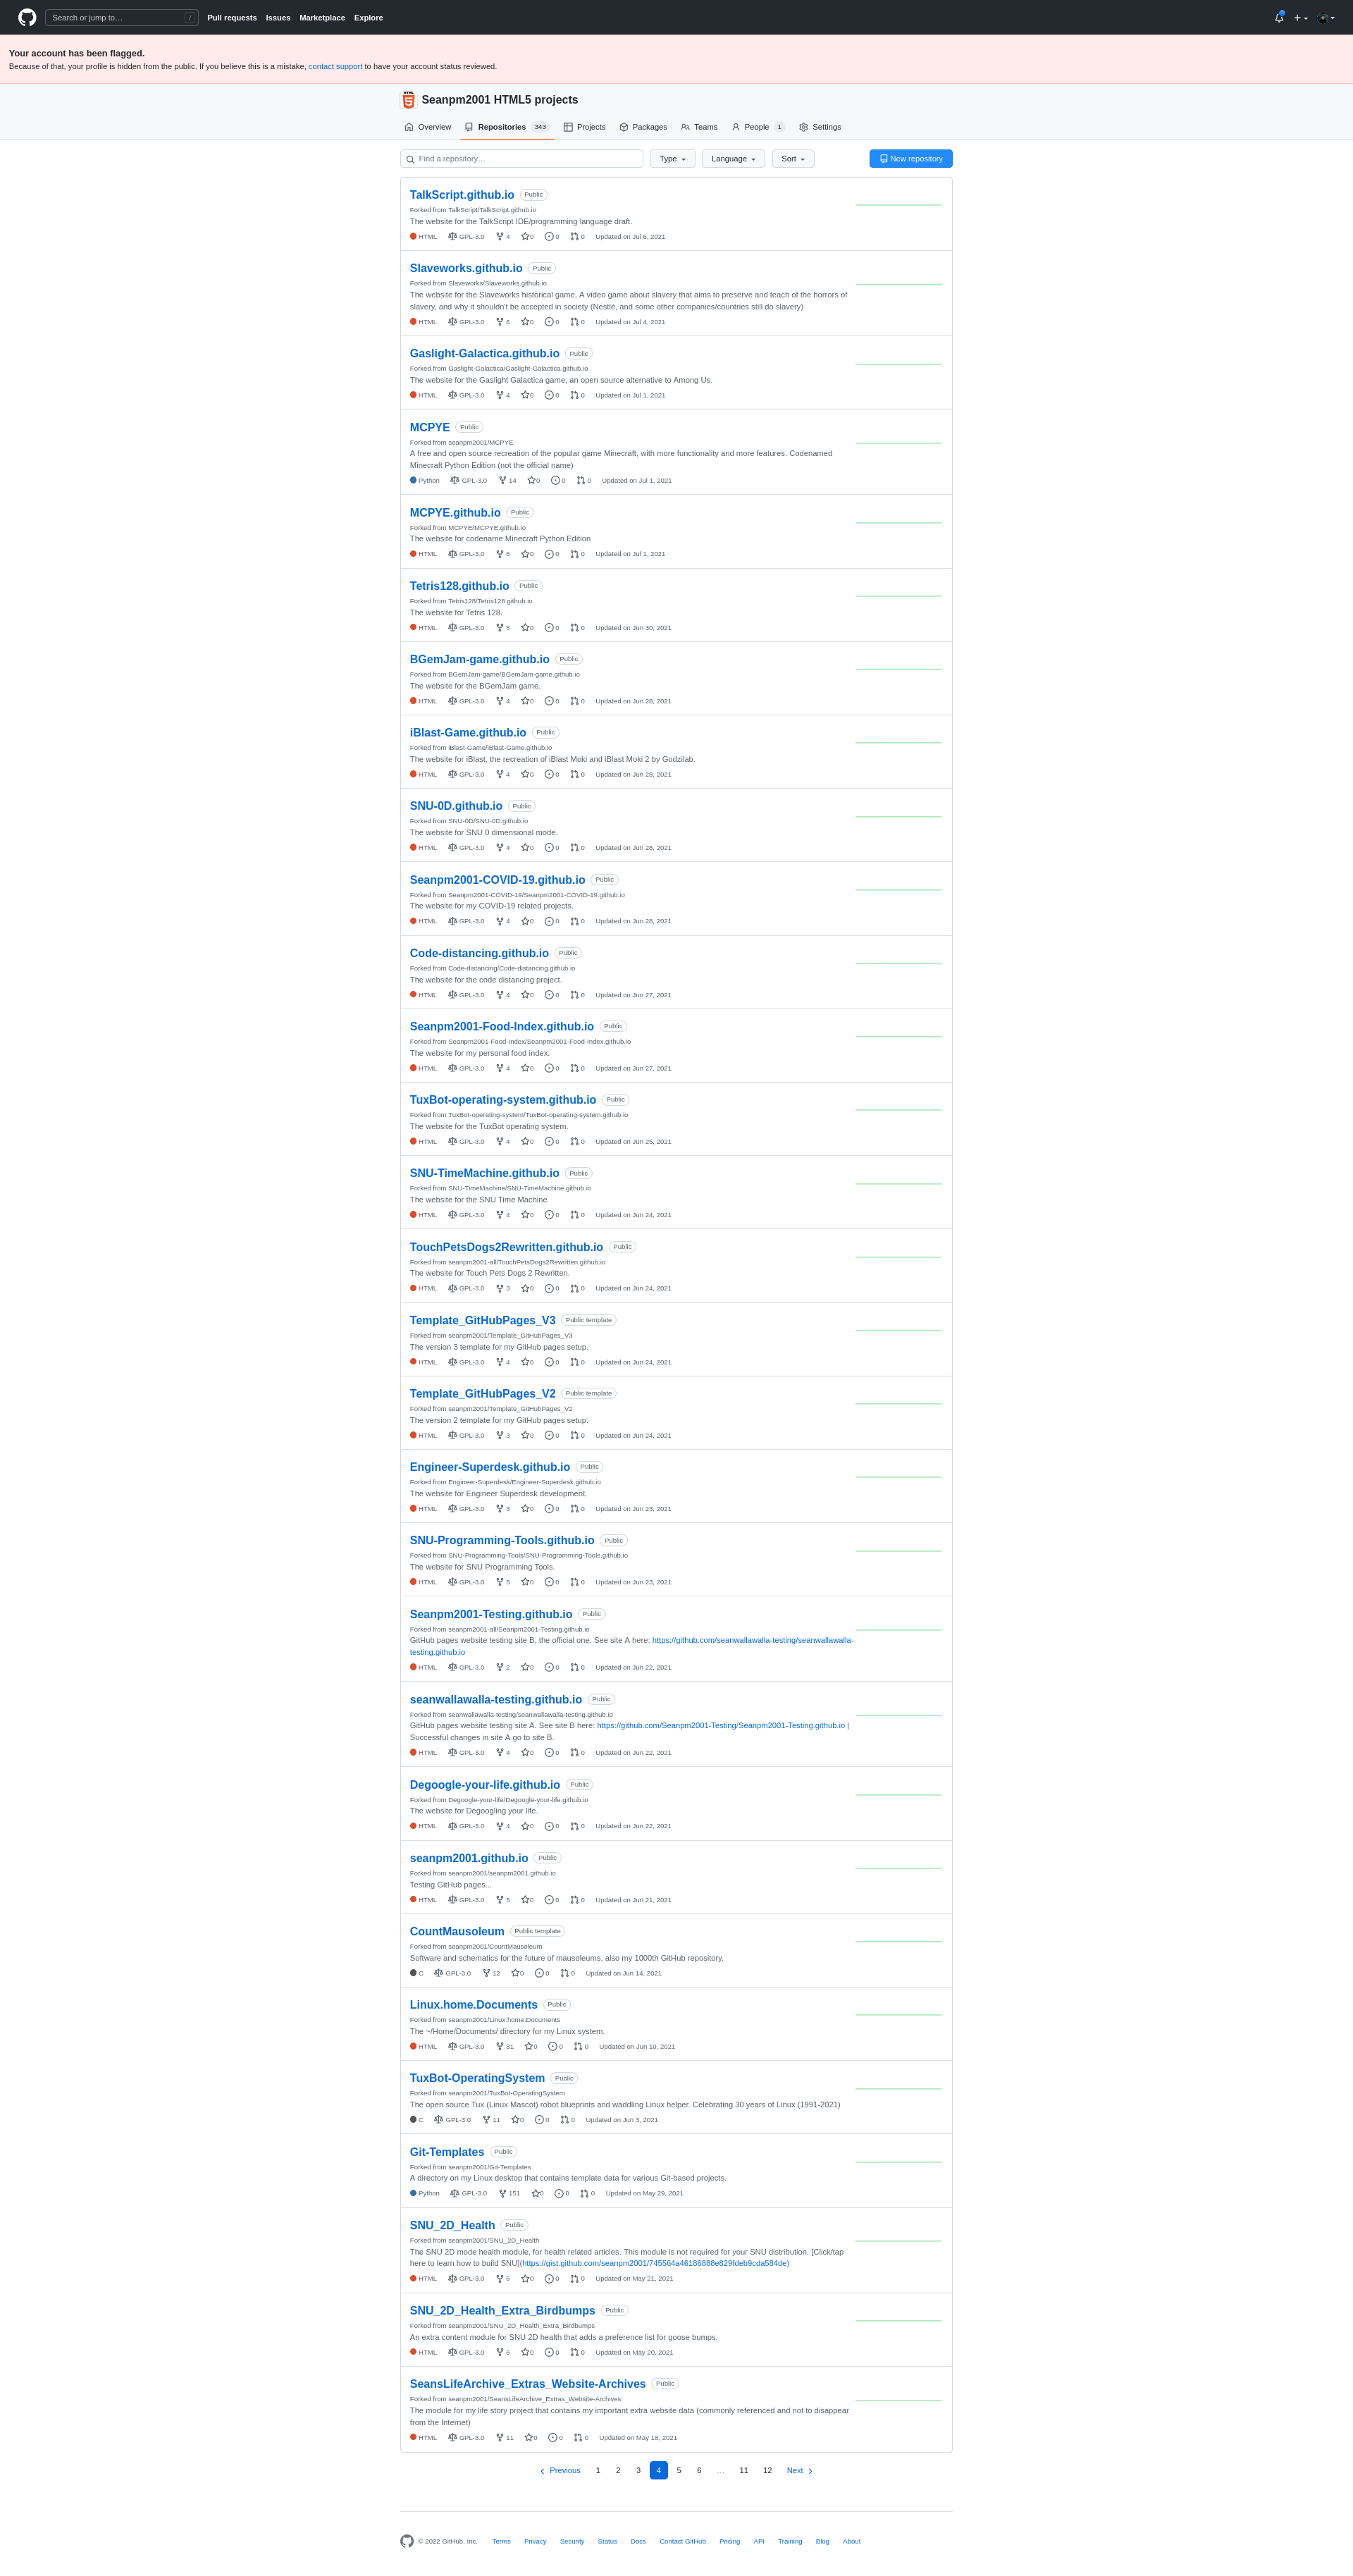 Search or jump to… /
Pull requests Issues Marketplace Explore
Your account has been flagged.
Because of that, your profile is hidden from the public. If you believe this is a mistake, contact support to have your account status reviewed.
Seanpm2001 HTML5 projects
Overview Repositories 343 Projects Packages Teams People 1 Settings
Find a repository… Type Language Sort New repository
TalkScript.github.io Public
Forked from TalkScript/TalkScript.github.io
The website for the TalkScript IDE/programming language draft.
HTML GPL-3.0 4 0 0 0 Updated on Jul 6, 2021
Slaveworks.github.io Public
Forked from Slaveworks/Slaveworks.github.io
The website for the Slaveworks historical game, A video game about slavery that aims to preserve and teach of the horrors of
slavery, and why it shouldn't be accepted in society (Nestlé, and some other companies/countries still do slavery)
HTML GPL-3.0 6 0 0 0 Updated on Jul 4, 2021
Gaslight-Galactica.github.io Public
Forked from Gaslight-Galactica/Gaslight-Galactica.github.io
The website for the Gaslight Galactica game, an open source alternative to Among Us.
HTML GPL-3.0 4 0 0 0 Updated on Jul 1, 2021
MCPYE Public
Forked from seanpm2001/MCPYE
A free and open source recreation of the popular game Minecraft, with more functionality and more features. Codenamed
Minecraft Python Edition (not the official name)
Python GPL-3.0 14 0 0 0 Updated on Jul 1, 2021
MCPYE.github.io Public
Forked from MCPYE/MCPYE.github.io
The website for codename Minecraft Python Edition
HTML GPL-3.0 6 0 0 0 Updated on Jul 1, 2021
Tetris128.github.io Public
Forked from Tetris128/Tetris128.github.io
The website for Tetris 128.
HTML GPL-3.0 5 0 0 0 Updated on Jun 30, 2021
BGemJam-game.github.io Public
Forked from BGemJam-game/BGemJam-game.github.io
The website for the BGemJam game.
HTML GPL-3.0 4 0 0 0 Updated on Jun 28, 2021
iBlast-Game.github.io Public
Forked from iBlast-Game/iBlast-Game.github.io
The website for iBlast, the recreation of iBlast Moki and iBlast Moki 2 by Godzilab.
HTML GPL-3.0 4 0 0 0 Updated on Jun 28, 2021
SNU-0D.github.io Public
Forked from SNU-0D/SNU-0D.github.io
The website for SNU 0 dimensional mode.
HTML GPL-3.0 4 0 0 0 Updated on Jun 28, 2021
Seanpm2001-COVID-19.github.io Public
Forked from Seanpm2001-COVID-19/Seanpm2001-COVID-19.github.io
The website for my COVID-19 related projects.
HTML GPL-3.0 4 0 0 0 Updated on Jun 28, 2021
Code-distancing.github.io Public
Forked from Code-distancing/Code-distancing.github.io
The website for the code distancing project.
HTML GPL-3.0 4 0 0 0 Updated on Jun 27, 2021
Seanpm2001-Food-Index.github.io Public
Forked from Seanpm2001-Food-Index/Seanpm2001-Food-Index.github.io
The website for my personal food index.
HTML GPL-3.0 4 0 0 0 Updated on Jun 27, 2021
TuxBot-operating-system.github.io Public
Forked from TuxBot-operating-system/TuxBot-operating-system.github.io
The website for the TuxBot operating system.
HTML GPL-3.0 4 0 0 0 Updated on Jun 25, 2021
SNU-TimeMachine.github.io Public
Forked from SNU-TimeMachine/SNU-TimeMachine.github.io
The website for the SNU Time Machine
HTML GPL-3.0 4 0 0 0 Updated on Jun 24, 2021
TouchPetsDogs2Rewritten.github.io Public
Forked from seanpm2001-all/TouchPetsDogs2Rewritten.github.io
The website for Touch Pets Dogs 2 Rewritten.
HTML GPL-3.0 3 0 0 0 Updated on Jun 24, 2021
Template_GitHubPages_V3 Public template
Forked from seanpm2001/Template_GitHubPages_V3
The version 3 template for my GitHub pages setup.
HTML GPL-3.0 4 0 0 0 Updated on Jun 24, 2021
Template_GitHubPages_V2 Public template
Forked from seanpm2001/Template_GitHubPages_V2
The version 2 template for my GitHub pages setup.
HTML GPL-3.0 3 0 0 0 Updated on Jun 24, 2021
Engineer-Superdesk.github.io Public
Forked from Engineer-Superdesk/Engineer-Superdesk.github.io
The website for Engineer Superdesk development.
HTML GPL-3.0 3 0 0 0 Updated on Jun 23, 2021
SNU-Programming-Tools.github.io Public
Forked from SNU-Programming-Tools/SNU-Programming-Tools.github.io
The website for SNU Programming Tools.
HTML GPL-3.0 5 0 0 0 Updated on Jun 23, 2021
Seanpm2001-Testing.github.io Public
Forked from seanpm2001-all/Seanpm2001-Testing.github.io
GitHub pages website testing site B, the official one. See site A here: https://github.com/seanwallawalla-testing/seanwallawalla-
testing.github.io
HTML GPL-3.0 2 0 0 0 Updated on Jun 22, 2021
seanwallawalla-testing.github.io Public
Forked from seanwallawalla-testing/seanwallawalla-testing.github.io
GitHub pages website testing site A. See site B here: https://github.com/Seanpm2001-Testing/Seanpm2001-Testing.github.io |
Successful changes in site A go to site B.
HTML GPL-3.0 4 0 0 0 Updated on Jun 22, 2021
Degoogle-your-life.github.io Public
Forked from Degoogle-your-life/Degoogle-your-life.github.io
The website for Degoogling your life.
HTML GPL-3.0 4 0 0 0 Updated on Jun 22, 2021
seanpm2001.github.io Public
Forked from seanpm2001/seanpm2001.github.io
Testing GitHub pages...
HTML GPL-3.0 5 0 0 0 Updated on Jun 21, 2021
CountMausoleum Public template
Forked from seanpm2001/CountMausoleum
Software and schematics for the future of mausoleums, also my 1000th GitHub repository.
C GPL-3.0 12 0 0 0 Updated on Jun 14, 2021
Linux.home.Documents Public
Forked from seanpm2001/Linux.home.Documents
The ~/Home/Documents/ directory for my Linux system.
HTML GPL-3.0 31 0 0 0 Updated on Jun 10, 2021
TuxBot-OperatingSystem Public
Forked from seanpm2001/TuxBot-OperatingSystem
The open source Tux (Linux Mascot) robot blueprints and waddling Linux helper. Celebrating 30 years of Linux (1991-2021)
C GPL-3.0 11 0 0 0 Updated on Jun 3, 2021
Git-Templates Public
Forked from seanpm2001/Git-Templates
A directory on my Linux desktop that contains template data for various Git-based projects.
Python GPL-3.0 151 0 0 0 Updated on May 29, 2021
SNU_2D_Health Public
Forked from seanpm2001/SNU_2D_Health
The SNU 2D mode health module, for health related articles. This module is not required for your SNU distribution. [Click/tap
here to learn how to build SNU](https://gist.github.com/seanpm2001/745564a46186888e829fdeb9cda584de)
HTML GPL-3.0 6 0 0 0 Updated on May 21, 2021
SNU_2D_Health_Extra_Birdbumps Public
Forked from seanpm2001/SNU_2D_Health_Extra_Birdbumps
An extra content module for SNU 2D health that adds a preference list for goose bumps.
HTML GPL-3.0 6 0 0 0 Updated on May 20, 2021
SeansLifeArchive_Extras_Website-Archives Public
Forked from seanpm2001/SeansLifeArchive_Extras_Website-Archives
The module for my life story project that contains my important extra website data (commonly referenced and not to disappear
from the Internet)
HTML GPL-3.0 11 0 0 0 Updated on May 18, 2021
Previous 1 2 3 4 5 6 … 11 12 Next
© 2022 GitHub, Inc. Terms Privacy Security Status Docs Contact GitHub Pricing API Training Blog About